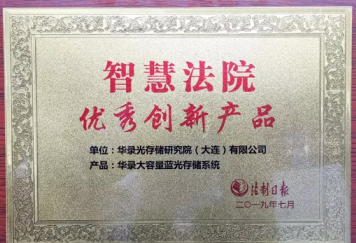 智慧法院
优秀创新产品
单位：华录光存储研究院（大连）有限公司
产品：华录大容量蓝光存储系统
法制日报
二〇一九年七月